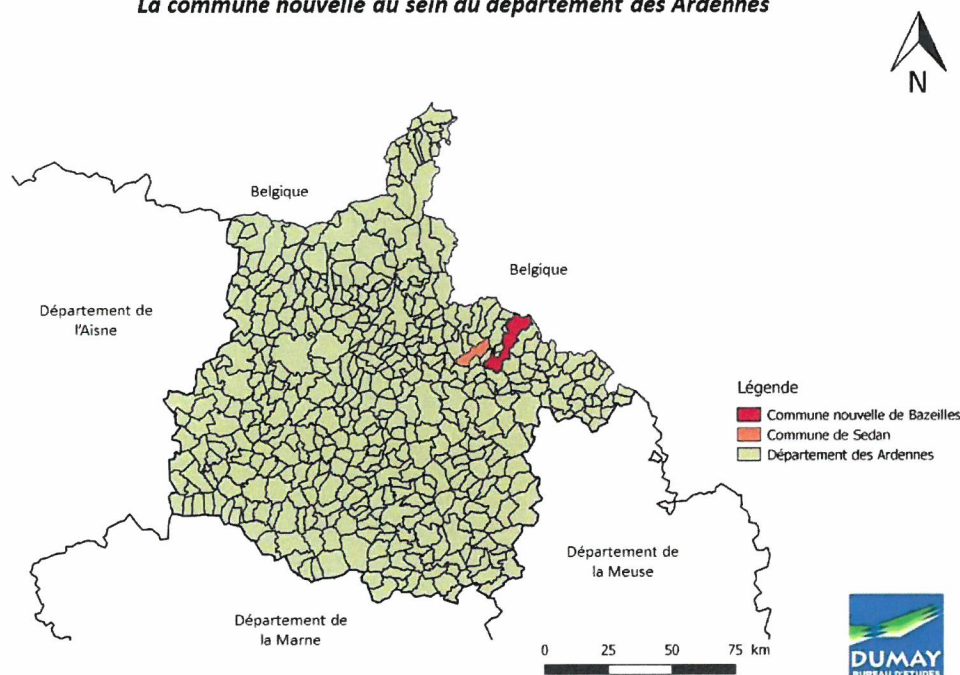 La commune nouvelle au sein du département des Ardennes
N
Belgique
Belgique
Département de
l'Aisne
Légende
Commune nouvelle de Bazeilles
Commune de Sedan
Département des Ardennes
Département de
la Meuse
Département de
la Marne
0 25 50 75 km
DUMAY
BUREAU D'ETUDES